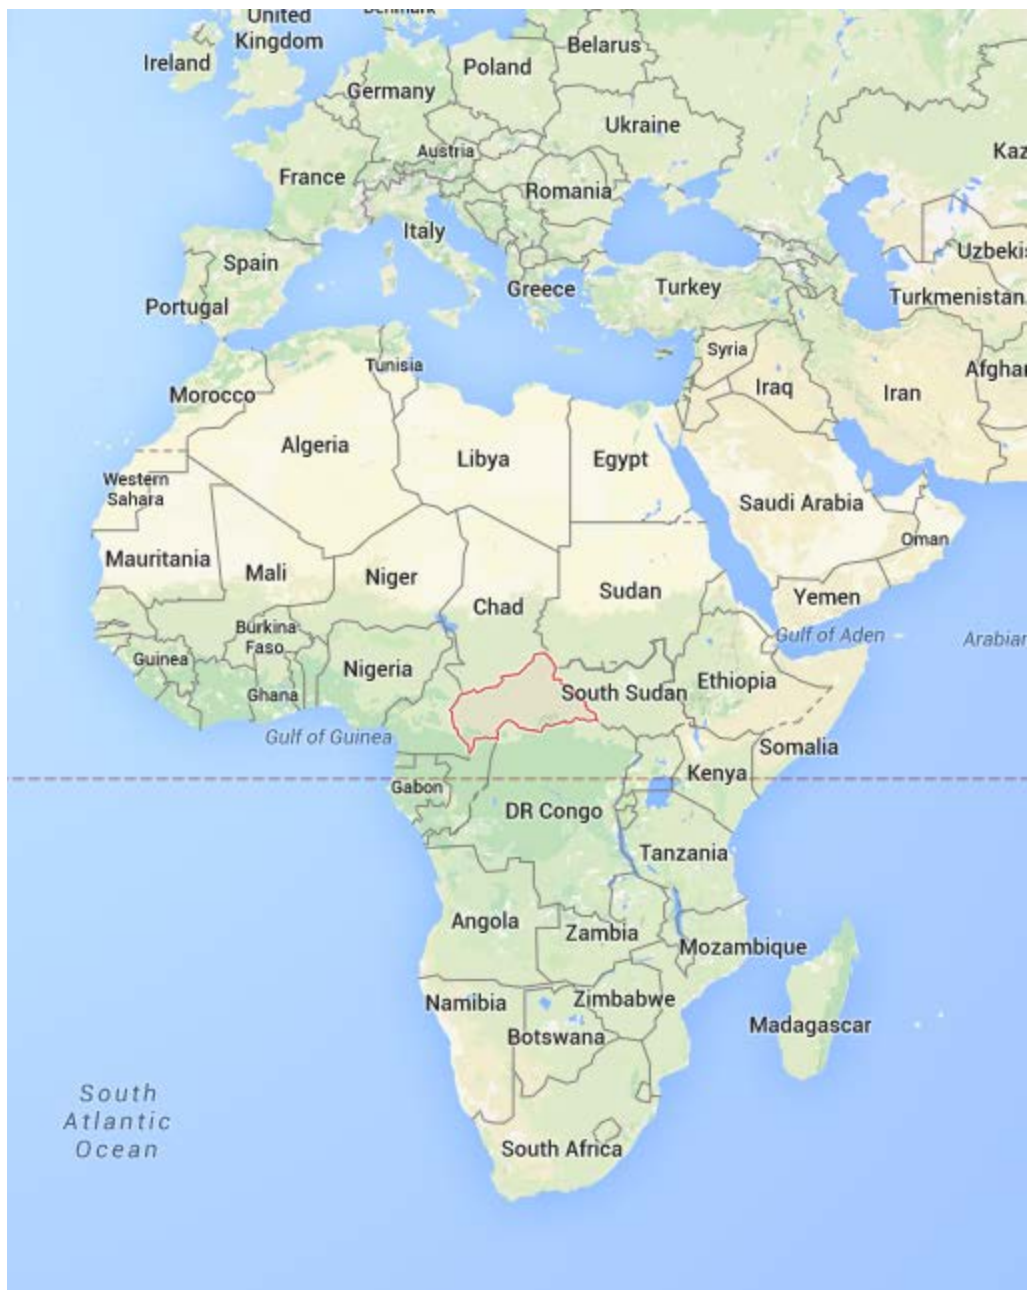 United
Kingdom
Denmark
Ireland
Belarus
Poland
Germany
Ukraine
Austria
Kaz
France
Romania
Italy
Spain
Uzbekis
Greece
Turkey
Turkmenistan
Portugal
Syria
Tunisia
Afghan
Morocco
Iraq
Iran
Algeria
Libya
Egypt
Western
Sahara
Saudi Arabia
Oman
Mauritania
Mali
Niger
Sudan
Yemen
Chad
Burkina
Faso
Gulf of Aden
Arabian
Guinea
Nigeria
Ethiopia
Ghana
South Sudan
Gulf of Guinea
Somalia
Kenya
Gabon
DR Congo
Tanzania
Angola
Zambia
Mozambique
Namibia
Zimbabwe
Madagascar
Botswana
South
Atlantic
Ocean
South Africa